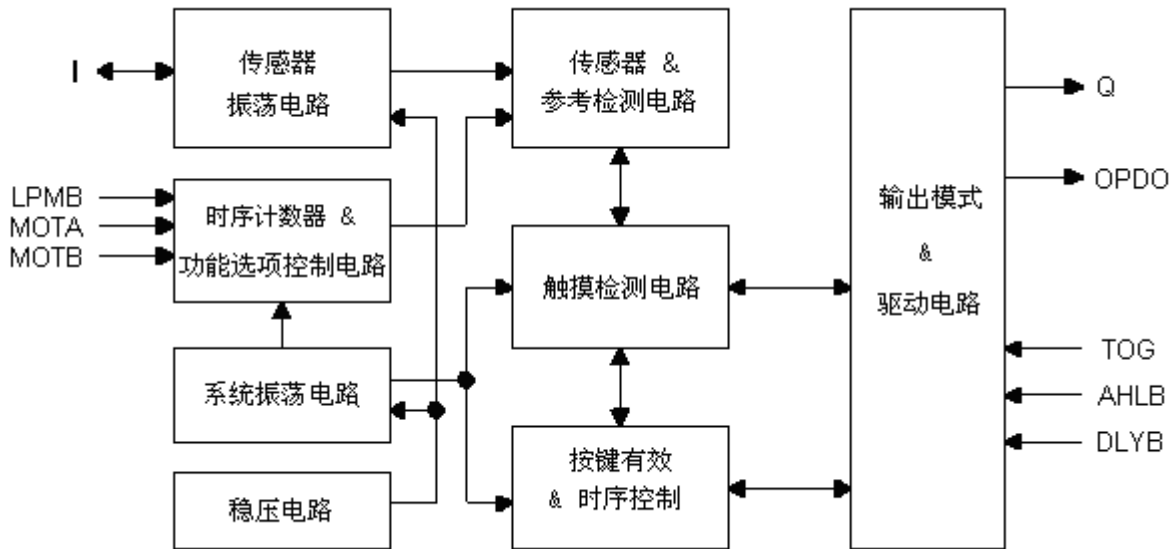 I
传感器
振荡电路
传感器 &
参考检测电路
Q
OPDO
LPMB
MOTA
MOTB
时序计数器 &
功能选项控制电路
触摸检测电路
输出模式
&
驱动电路
系统振荡电路
TOG
AHLB
DLYB
按键有效
& 时序控制
稳压电路